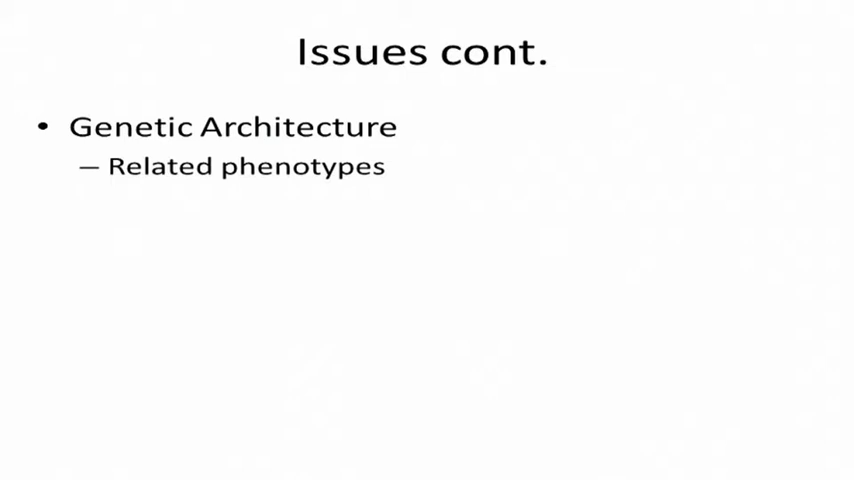 Issues cont.
• Genetic Architecture
– Related phenotypes